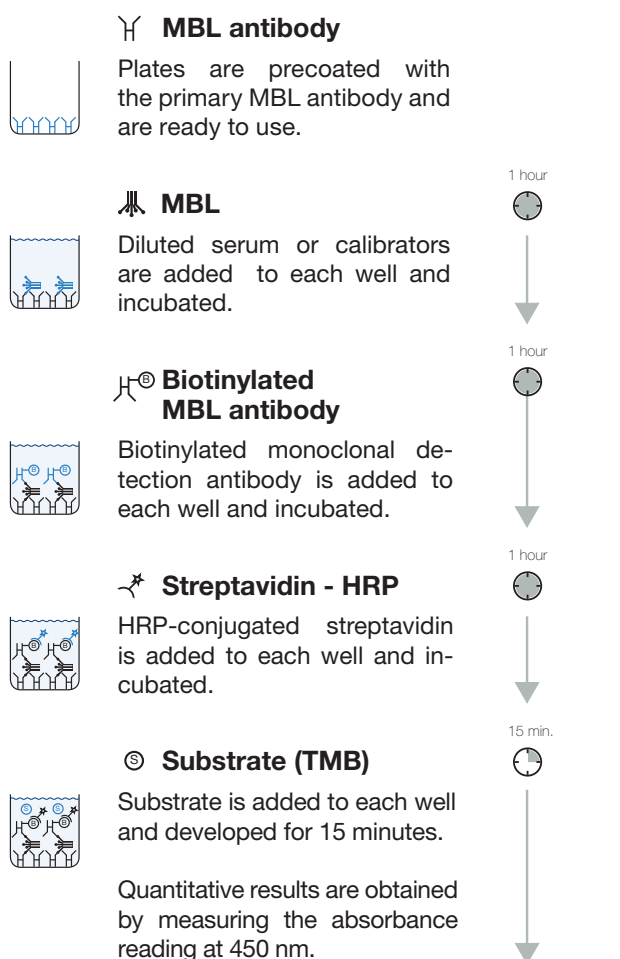 MBL antibody
Plates are precoated with
the primary MBL antibody and
are ready to use.
1 hour
MBL
Diluted serum or calibrators
are added to each well and
incubated.
1 hour
B Biotinylated
MBL antibody
Biotinylated monoclonal de-
tection antibody is added to
each well and incubated.
B B
1 hour
Streptavidin - HRP
HRP-conjugated streptavidin
is added to each well and in-
cubated.
B B
15 min.
S Substrate (TMB)
Substrate is added to each well
and developed for 15 minutes.
S S
B B
Quantitative results are obtained
by measuring the absorbance
reading at 450 nm.